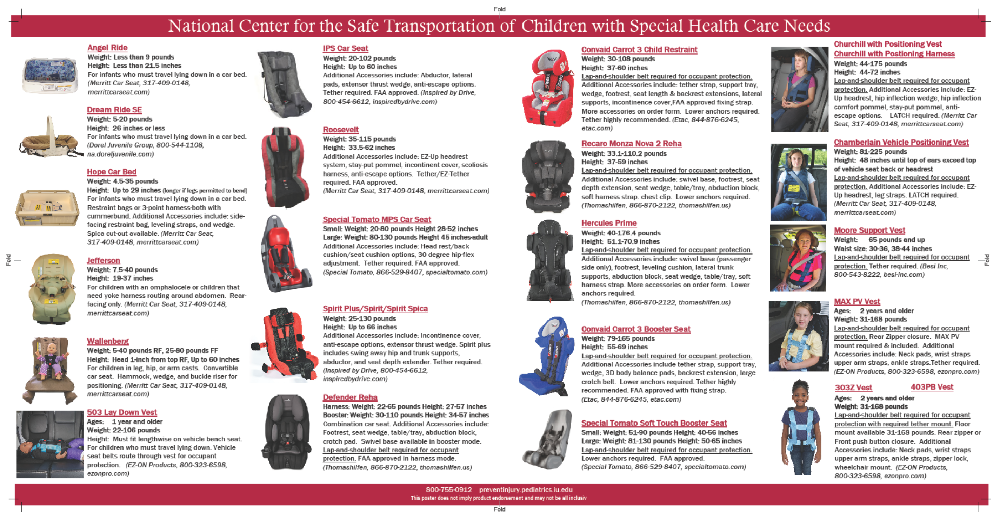 Fold
National Center for the Safe Transportation of Children with Special Health Care Needs
Angel Ride
Weight: Less than 9 pounds
Height: Less than 21.5 inches
For infants who must travel lying down in a car bed.
(Merritt Car Seat, 317-409-0148,
merrittcarseat.com)
Dream Ride SE
Weight: 5-20 pounds
Height: 26 inches or less
For infants who must travel lying down in a car bed.
(Dorel Juvenile Group, 800-544-1108,
na.doreljuvenile.com)
Hope Car Bed
Weight: 4.5-35 pounds
Height: Up to 29 inches (longer if legs permitted to bend)
For infants who must travel lying down in a car bed.
Restraint bags or 3-point harness-both with
cummerbund. Additional Accessories include: side-
facing restraint bag, leveling straps, and wedge.
Spica cut-out available. (Merritt Car Seat,
317-409-0148, merrittcarseat.com)
Fold
Jefferson
Weight: 7.5-40 pounds
Height: 19-37 inches
For children with an omphalocele or children that
need yoke harness routing around abdomen. Rear-
facing only. (Merritt Car Seat, 317-409-0148,
merrittcarseat.com)
Wallenberg
Weight: 5-40 pounds RF, 25-80 pounds FF
Height: Head 1-inch from top RF, Up to 60 inches
For children in leg, hip, or arm casts. Convertible
car seat. Hammock, wedge, and buckle riser for
positioning. (Merritt Car Seat, 317-409-0148,
merrittcarseat.com)
503 Lay Down Vest
Ages: 1 year and older
Weight: 22-106 pounds
Height: Must fit lengthwise on vehicle bench seat.
For children who must travel lying down. Vehicle
seat belts route through vest for occupant
protection. (EZ-ON Products, 800-323-6598,
ezonpro.com)
IPS Car Seat
Weight: 20-102 pounds
Height: Up to 60 inches
Additional Accessories include: Abductor, lateral
pads, extensor thrust wedge, anti-escape options.
Tether required. FAA approved. (Inspired by Drive,
800-454-6612, inspiredbydrive.com)
Roosevelt
Weight: 35-115 pounds
Height: 33.5-62 inches
Additional Accessories include: EZ-Up headrest
system, stay-put pommel, incontinent cover, scoliosis
harness, anti-escape options. Tether/EZ-Tether
required. FAA approved.
(Merritt Car Seat, 317-409-0148, merrittcarseat.com)
Special Tomato MPS Car Seat
Small: Weight: 20-80 pounds Height 28-52 inches
Large: Weight: 80-130 pounds Height 45 inches-adult
Additional Accessories include: Head rest/back
cushion/seat cushion options, 30 degree hip-flex
adjustment. Tether required. FAA approved.
(Special Tomato, 866-529-8407, specialtomato.com)
Spirit Plus/Spirit/Spirit Spica
Weight: 25-130 pounds
Height: Up to 66 inches
Additional Accessories include: Incontinence cover,
anti-escape options, extensor thrust wedge. Spirit plus
includes swing away hip and trunk supports,
abductor, and seat depth extender. Tether required.
(Inspired by Drive, 800-454-6612,
inspiredbydrive.com)
Defender Reha
Harness: Weight: 22-65 pounds Height: 27-57 inches
Booster: Weight: 30-110 pounds Height: 34-57 inches
Combination car seat. Additional Accessories include:
Footrest, seat wedge, table/tray, abduction block,
crotch pad. Swivel base available in booster mode.
Lap-and-shoulder belt required for occupant
protection. FAA approved in harness mode.
(Thomashilfen, 866-870-2122, thomashilfen.us)
Convaid Carrot 3 Child Restraint
Weight: 30-108 pounds
Height: 37-60 inches
Lap-and-shoulder belt required for occupant protection.
Additional Accessories include: tether strap, support tray,
wedge, footrest, seat length & backrest extensions, lateral
supports, incontinence cover,FAA approved fixing strap.
More accessories on order form. Lower anchors required.
Tether highly recommended. (Etac, 844-876-6245,
etac.com)
Recaro Monza Nova 2 Reha
Weight: 33.1-110.2 pounds
Height: 37-59 inches
Lap-and-shoulder belt required for occupant protection.
Additional Accessories include: swivel base, footrest, seat
depth extension, seat wedge, table/tray, abduction block,
soft harness strap. chest clip. Lower anchors required.
(Thomashilfen, 866-870-2122, thomashilfen.us)
Hercules Prime
Weight: 40-176.4 pounds
Height: 51.1-70.9 inches
Lap-and-shoulder belt required for occupant protection.
Additional Accessories include: swivel base (passenger
side only), footrest, leveling cushion, lateral trunk
supports, abduction block, seat wedge, table/tray, soft
harness strap. More accessories on order form. Lower
anchors required.
(Thomashilfen, 866-870-2122, thomashilfen.us)
Convaid Carrot 3 Booster Seat
Weight: 79-165 pounds
Height: 55-69 inches
Lap-and-shoulder belt required for occupant protection.
Additional Accessories include tether strap, support tray,
wedge, 3D body balance pads, backrest extension, large
crotch belt. Lower anchors required. Tether highly
recommended. FAA approved with fixing strap.
(Etac, 844-876-6245, etac.com)
Special Tomato Soft Touch Booster Seat
Small: Weight: 51-90 pounds Height: 40-56 inches
Large: Weight: 81-130 pounds Height: 50-65 inches
Lap-and-shoulder belt required for occupant protection.
Lower anchors required. FAA approved.
(Special Tomato, 866-529-8407, specialtomato.com)
Churchill with Positioning Vest
Churchill with Postioning Harness
Weight: 44-175 pounds
Height: 44-72 inches
Lap-and-shoulder belt required for occupant
protection. Additional Accessories include: EZ-
Up headrest, hip inflection wedge, hip inflection
comfort pommel, stay-put pommel, anti-
escape options. LATCH required. (Merritt Car
Seat, 317-409-0148, merrittcarseat.com)
Chamberlain Vehicle Positioning Vest
Weight: 81-225 pounds
Height: 48 inches until top of ears exceed top
of vehicle seat back or headrest
Lap-and-shoulder belt required for occupant
protection. Additional Accessories include: EZ-
Up headrest, leg straps. LATCH required.
(Merritt Car Seat, 317-409-0148,
merrittcarseat.com)
Moore Support Vest
Weight: 65 pounds and up
Waist size: 30-36, 38-44 inches
Lap-and-shoulder belt required for occupant
protection. Tether required. (Besi Inc,
800-543-8222, besi-inc.com)
Fold
MAX PV Vest
Ages: 2 years and older
Weight: 31-168 pounds
Lap-and-shoulder belt required for occupant
protection. Rear Zipper closure. MAX PV
mount required & included. Additional
Accessories include: Neck pads, wrist straps
upper arm straps, ankle straps.Tether required.
(EZ-ON Products, 800-323-6598, ezonpro.com)
303Z Vest 403PB Vest
Ages: 2 years and older
Weight: 31-168 pounds
Lap-and-shoulder belt required for occupant
protection with required tether mount. Floor
mount available 31-168 pounds. Rear zipper or
Front push button closure. Additional
Accessories include: Neck pads, wrist straps
upper arm straps, ankle straps, zipper lock,
wheelchair mount. (EZ-ON Products,
800-323-6598, ezonpro.com)
800-755-0912 preventinjury.pediatrics.iu.edu
This poster does not imply product endorsement and may not be all inclusiv
Fold